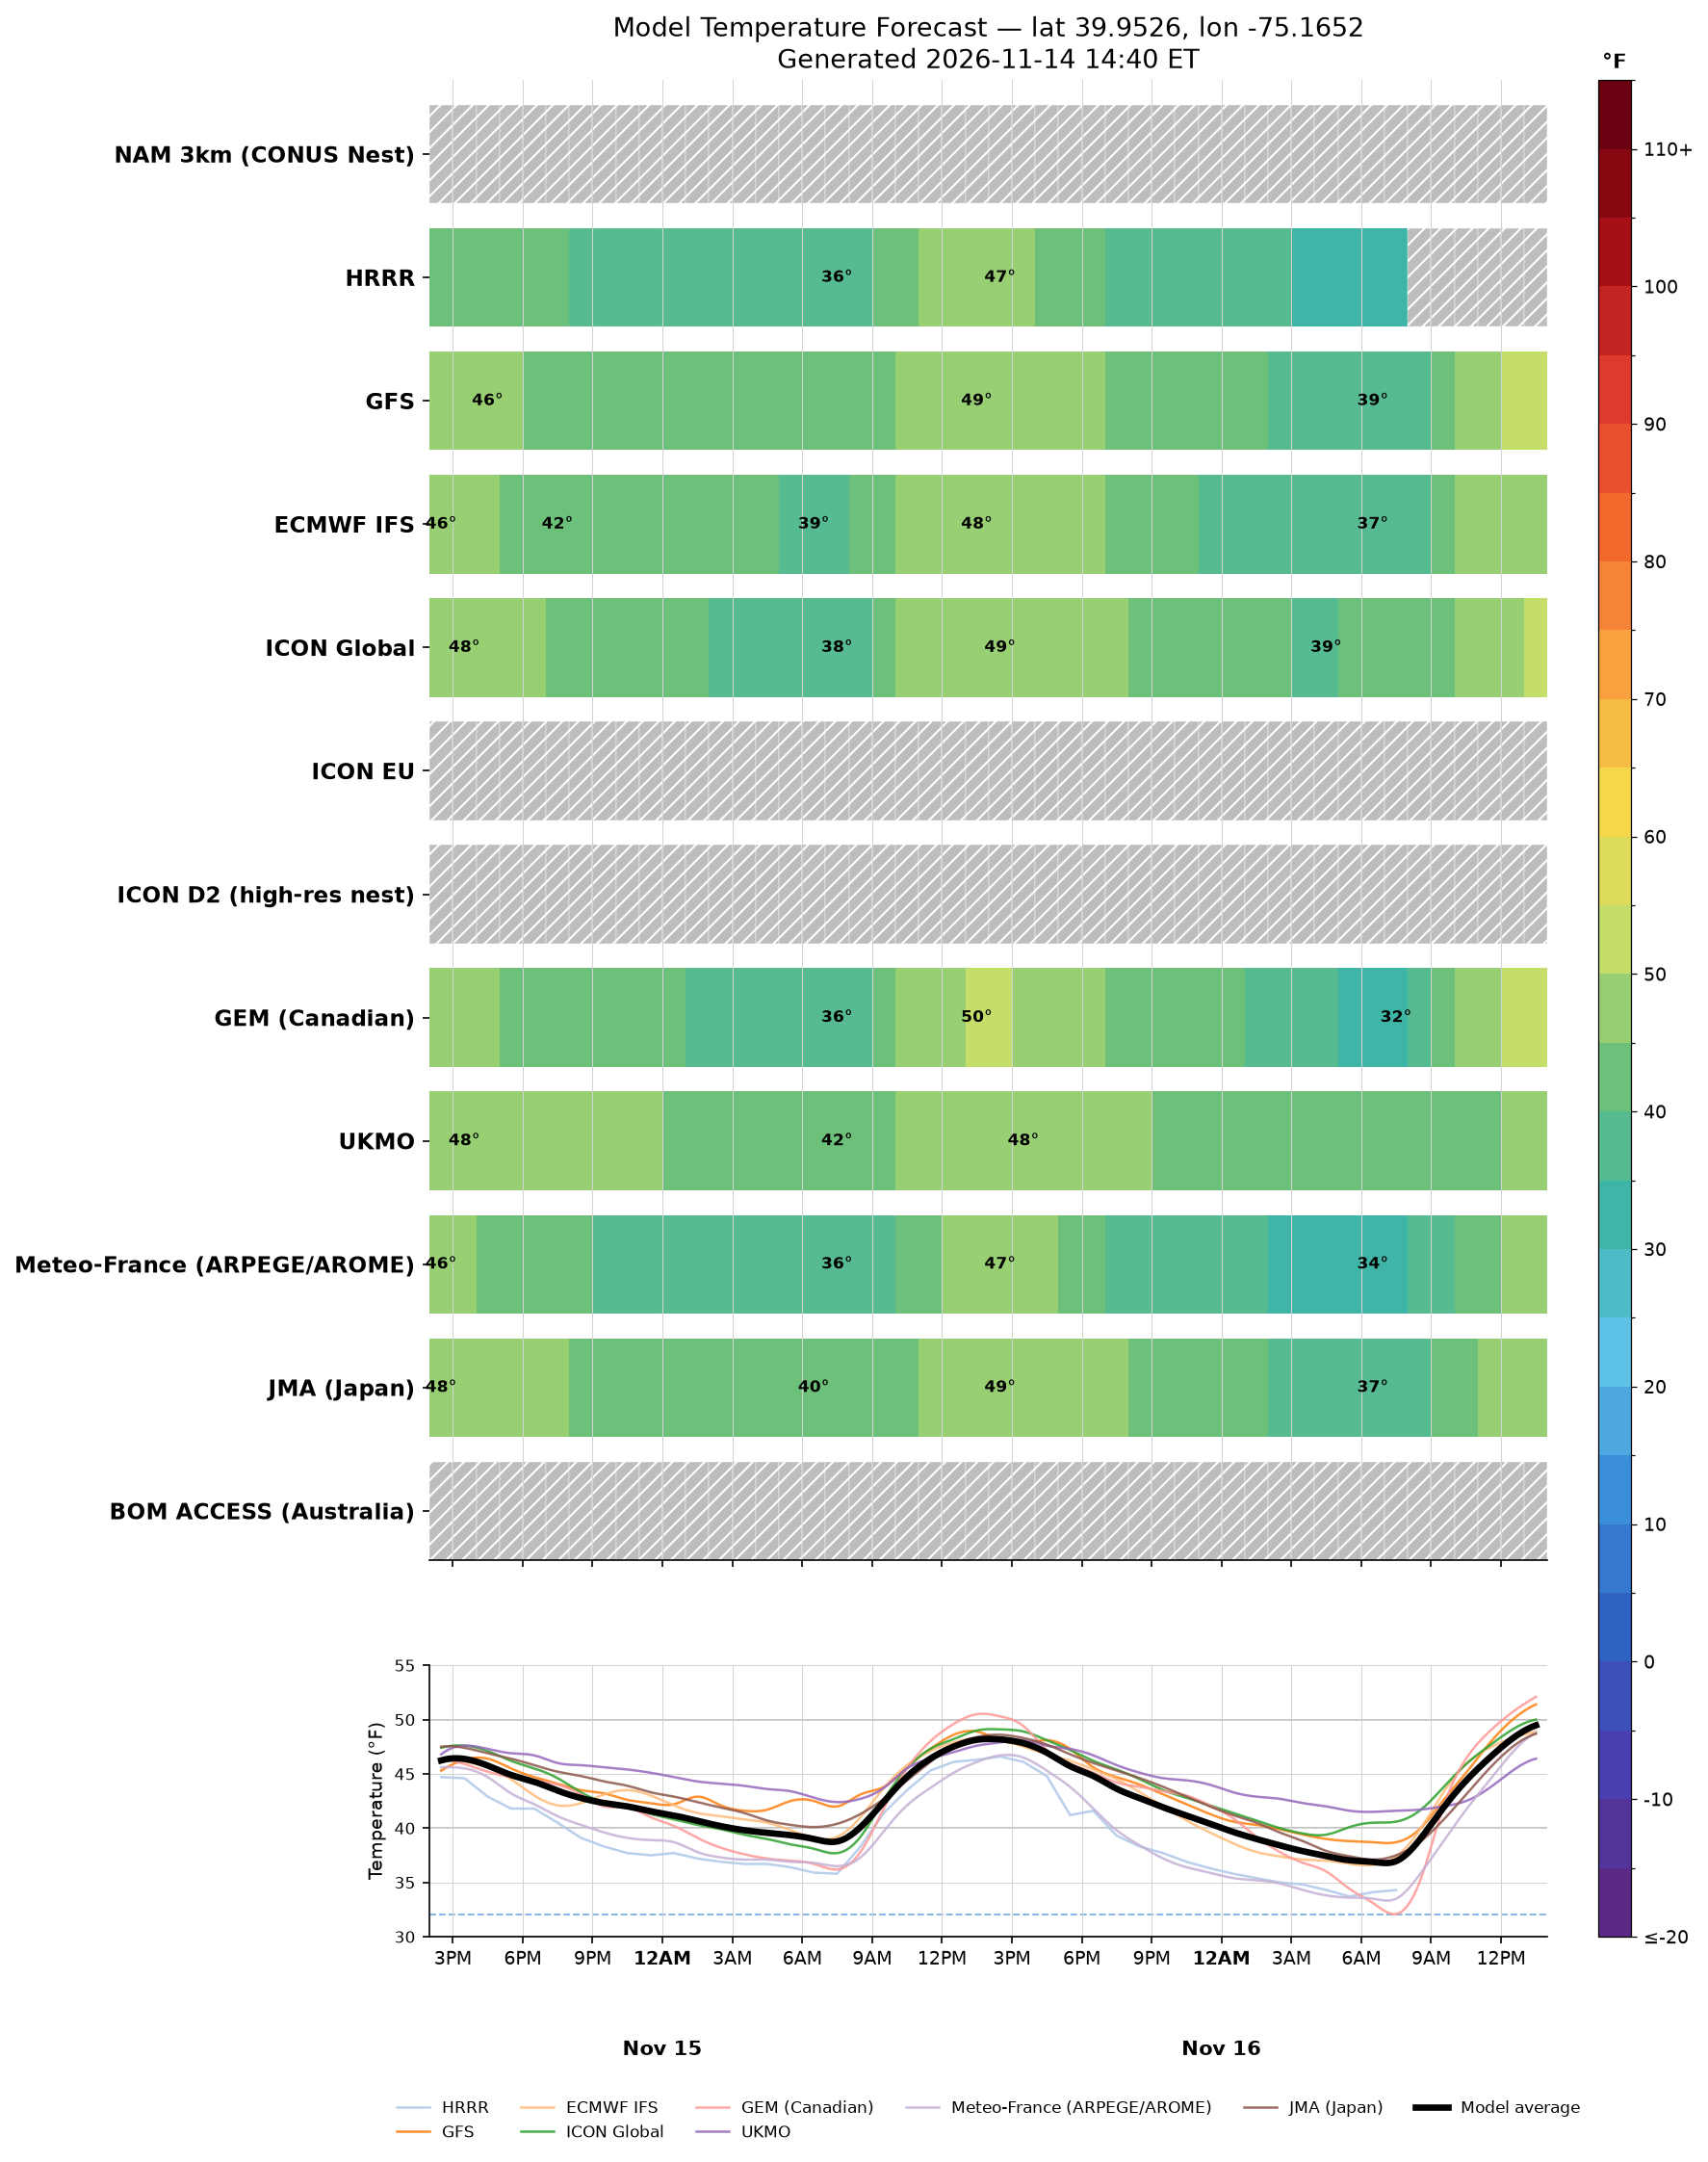 Model Temperature Forecast — lat 39.9526, lon -75.1652
Generated 2026-11-14 14:40 ET
°F
NAM 3km (CONUS Nest)
HRRR
36° 47°
GFS
46° 49° 39°
ECMWF IFS
46° 42° 39° 48° 37°
ICON Global
48° 38° 49° 39°
ICON EU
ICON D2 (high-res nest)
GEM (Canadian)
36° 50° 32°
UKMO
48° 42° 48°
Meteo-France (ARPEGE/AROME)
46° 36° 47° 34°
JMA (Japan)
48° 40° 49° 37°
BOM ACCESS (Australia)
110+
100
90
80
70
60
50
40
30
20
10
0
-10
≤-20
Temperature (°F)
55
50
45
40
35
30
3PM 6PM 9PM 12AM 3AM 6AM 9AM 12PM 3PM 6PM 9PM 12AM 3AM 6AM 9AM 12PM
Nov 15 Nov 16
HRRR ECMWF IFS GEM (Canadian) Meteo-France (ARPEGE/AROME) JMA (Japan) Model average
GFS ICON Global UKMO